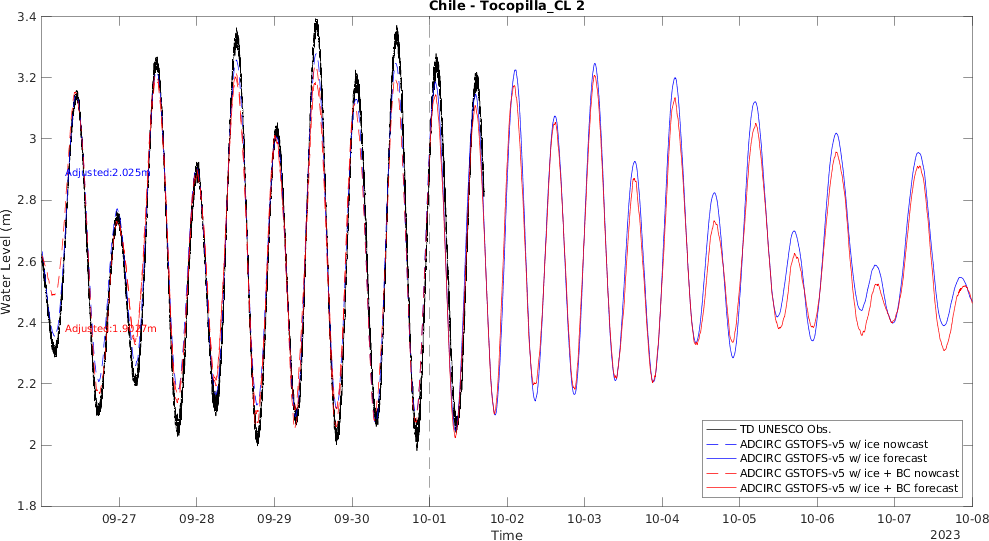 Chile - Tocopilla_CL 2
3.4
3.2
3
2.8
2.6
2.4
2.2
2
1.8
Water Level (m)
Adjusted:2.025m
Adjusted:1.9027m
TD UNESCO Obs.
ADCIRC GSTOFS-v5 w/ ice nowcast
ADCIRC GSTOFS-v5 w/ ice forecast
ADCIRC GSTOFS-v5 w/ ice + BC nowcast
ADCIRC GSTOFS-v5 w/ ice + BC forecast
09-27 09-28 09-29 09-30 10-01 10-02 10-03 10-04 10-05 10-06 10-07 10-08
Time
2023